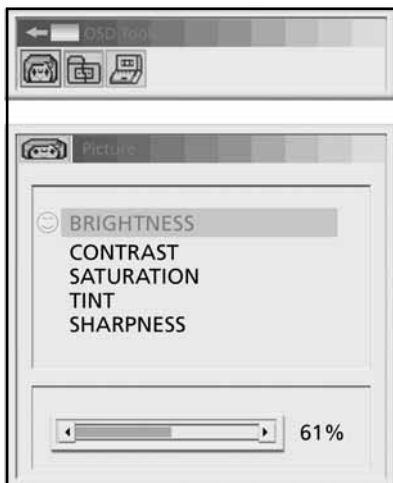 OSD Tools
Picture
BRIGHTNESS
CONTRAST
SATURATION
TINT
SHARPNESS
61%